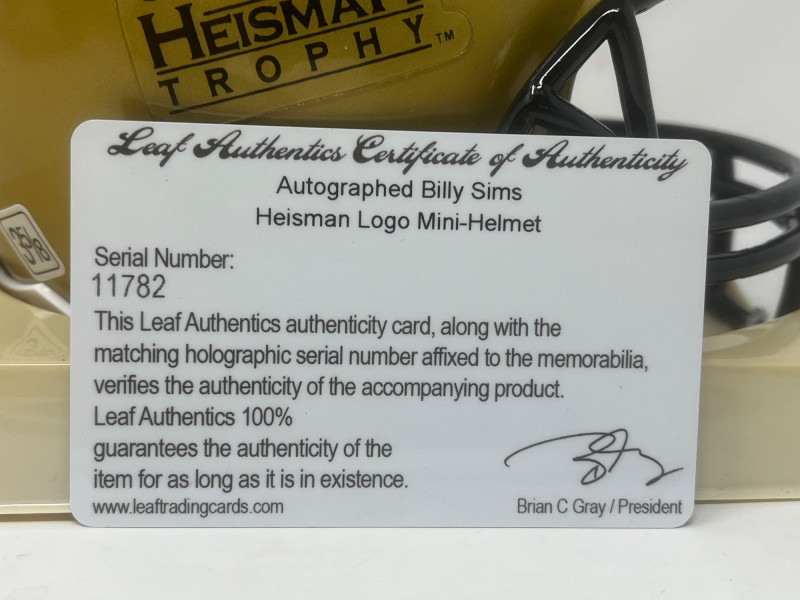 HEISMAN
TROPHY™
Leaf Authentics Certificate of Authenticity
Autographed Billy Sims
Heisman Logo Mini-Helmet
Serial Number:
11782
This Leaf Authentics authenticity card, along with the
matching holographic serial number affixed to the memorabilia,
verifies the authenticity of the accompanying product.
Leaf Authentics 100%
guarantees the authenticity of the
item for as long as it is in existence.
www.leaftradingcards.com
Brian C Gray / President